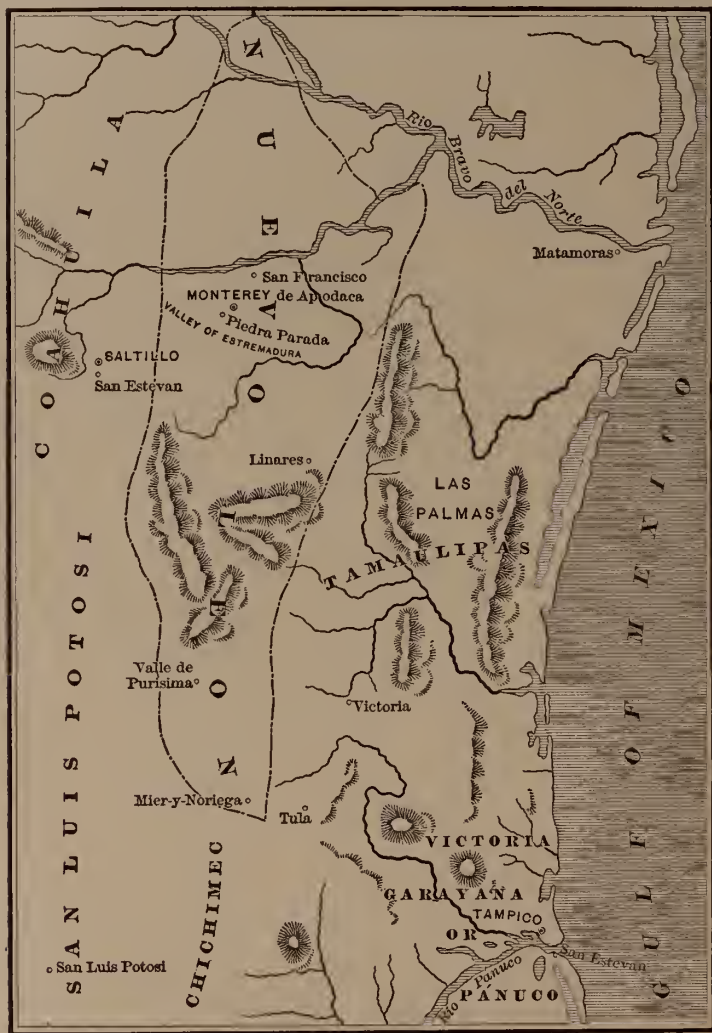 NUEVO LEON
COAHUILA
Rio Bravo del Norte
Matamoras
San Francisco
MONTEREY de Apodaca
Piedra Parada
VALLEY OF ESTREMADURA
SALTILLO
San Estevan
Linares
LAS
PALMAS
TAMAULIPAS
GULF OF MEXICO
SAN LUIS POTOSI
Valle de
Purisima
Victoria
Mier-y-Noriega
Tula
CHICHIMEC
VICTORIA
GARAYANA
TAMPICO
OR
San Estevan
Rio Pánuco
PÁNUCO
San Luis Potosi